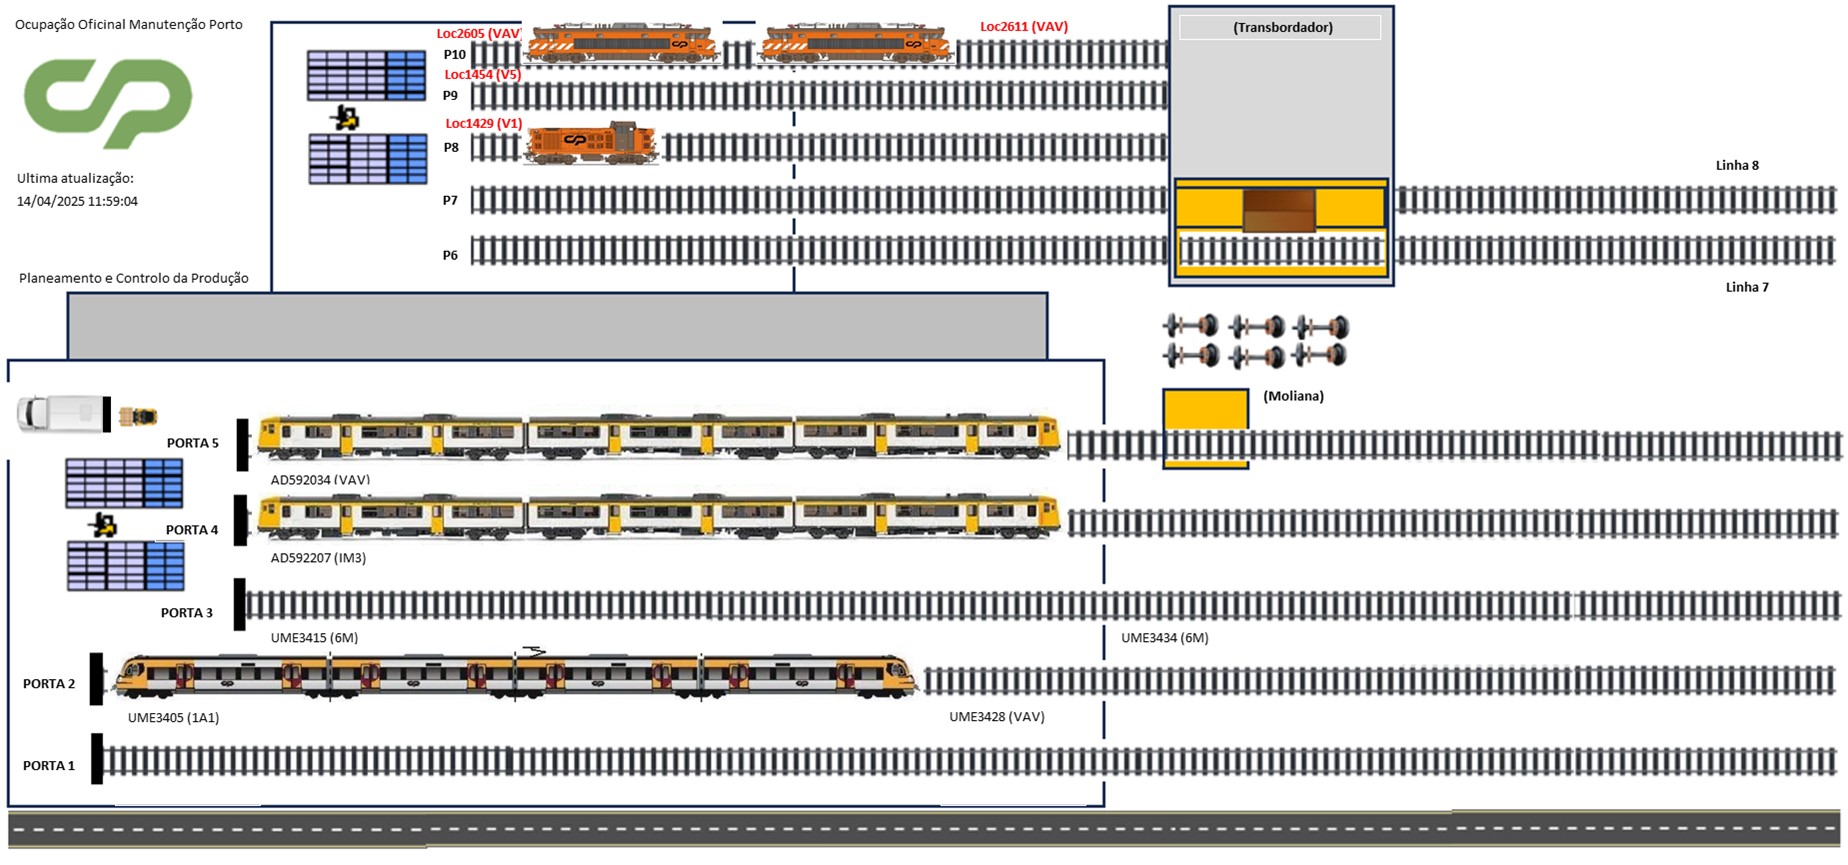 Ocupação Oficinal Manutenção Porto
Loc2605 (VAV)
Loc2611 (VAV)
(Transbordador)
P10
Loc1454 (V5)
P9
Loc1429 (V1)
P8
Linha 8
Ultima atualização:
14/04/2025 11:59:04
P7
P6
Planeamento e Controlo da Produção
Linha 7
(Moliana)
PORTA 5
AD592034 (VAV)
PORTA 4
AD592207 (IM3)
PORTA 3
UME3415 (6M)
UME3434 (6M)
PORTA 2
UME3405 (1A1)
UME3428 (VAV)
PORTA 1